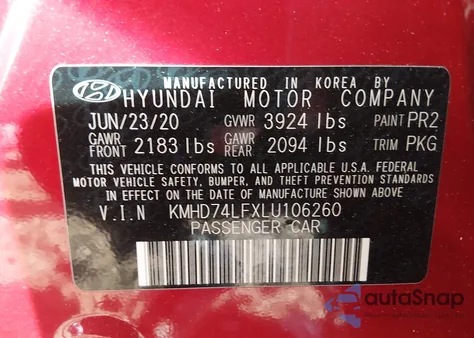 MANUFACTURED IN KOREA BY
HYUNDAI MOTOR COMPANY
JUN/23/20 GVWR 3924 lbs PAINT PR2
GAWR FRONT 2183 lbs GAWR REAR 2094 lbs TRIM PKG
THIS VEHICLE CONFORMS TO ALL APPLICABLE U.S.A. FEDERAL
MOTOR VEHICLE SAFETY, BUMPER, AND THEFT PREVENTION STANDARDS
IN EFFECT ON THE DATE OF MANUFACTURE SHOWN ABOVE.
V.I.N KMHD74LFXLU106260
PASSENGER CAR
autoSnap